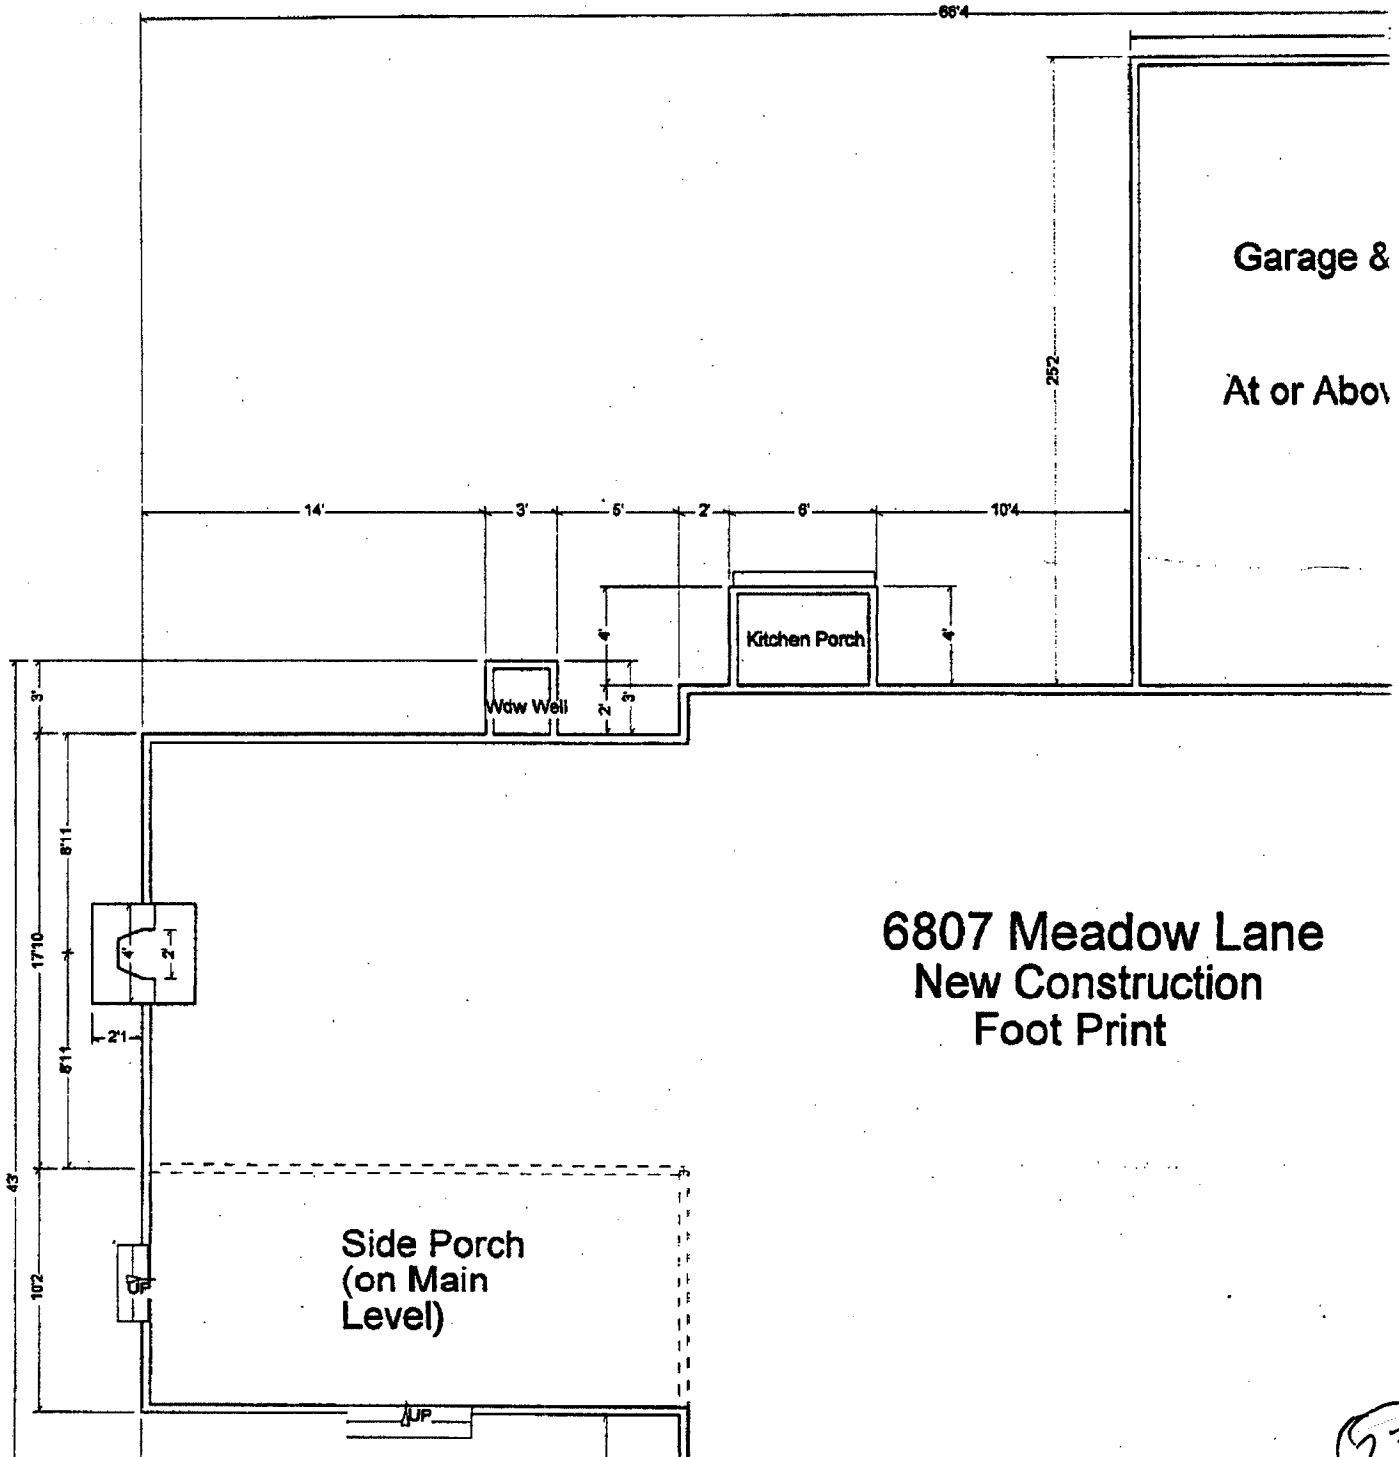 66'4
Garage &
25'2
At or Abov
14'
3'
5'
2'
6'
10'4
4'
Kitchen Porch
4'
3'
Wdw Well
2'
3'
8'11
17'10
4'
2'
6807 Meadow Lane
New Construction
Foot Print
2'1
8'11
43'
Side Porch
(on Main
Level)
10'2
UP
UP